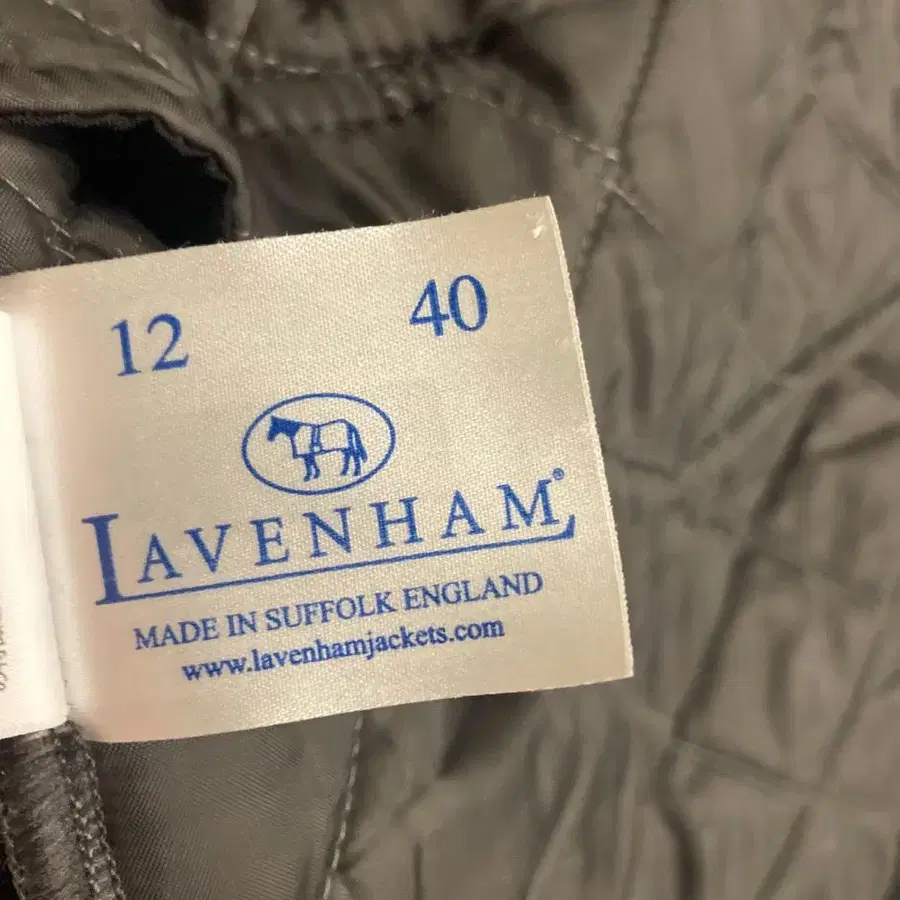 12 40
LAVENHAM®
MADE IN SUFFOLK ENGLAND
www.lavenhamjackets.com